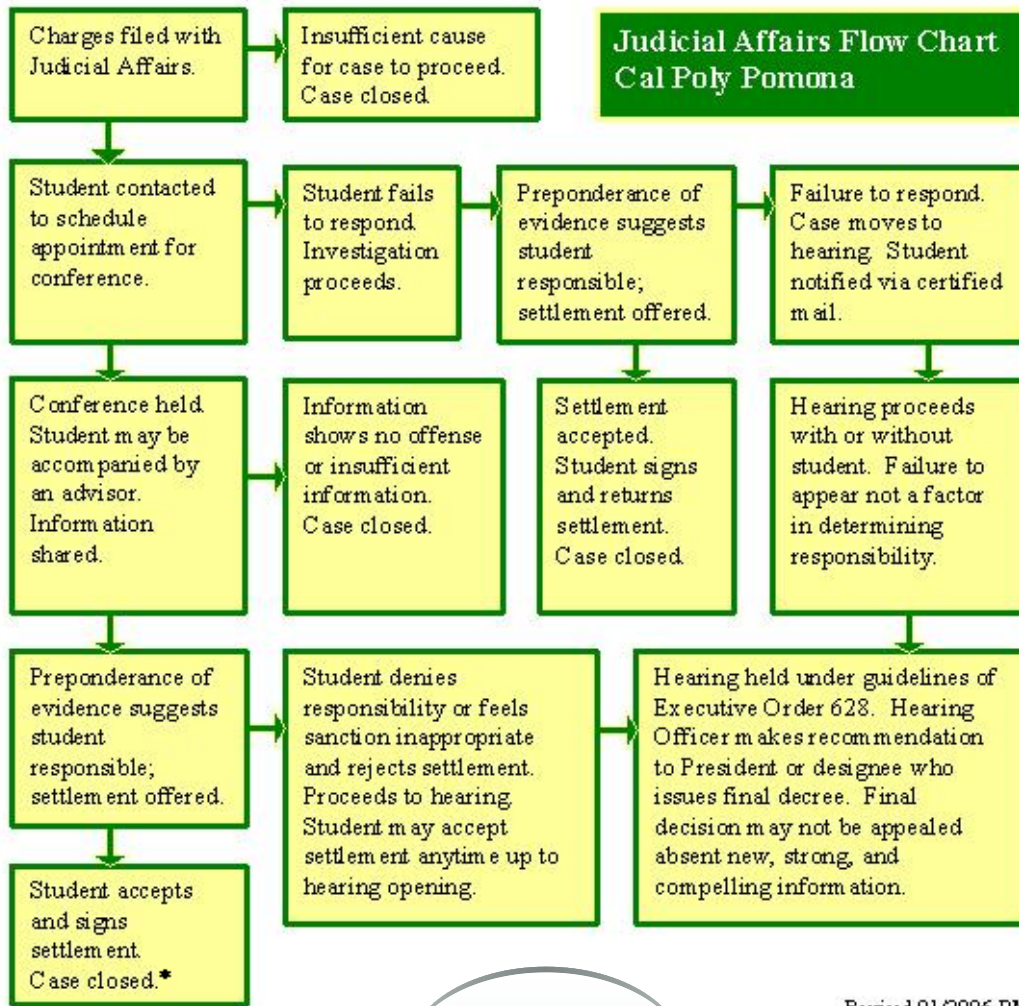 Charges filed with
Judicial Affairs.
Insufficient cause
for case to proceed.
Case closed.
Judicial Affairs Flow Chart
Cal Poly Pomona
Student contacted
to schedule
appointment for
conference.
Student fails
to respond.
Investigation
proceeds.
Preponderance of
evidence suggests
student
responsible;
settlement offered.
Failure to respond.
Case moves to
hearing. Student
notified via certified
mail.
Conference held.
Student may be
accompanied by
an advisor.
Information
shared.
Information
shows no offense
or insufficient
information.
Case closed.
Settlement
accepted.
Student signs
and returns
settlement.
Case closed.
Hearing proceeds
with or without
student. Failure to
appear not a factor
in determining
responsibility.
Preponderance of
evidence suggests
student
responsible;
settlement offered.
Student denies
responsibility or feels
sanction inappropriate
and rejects settlement.
Proceeds to hearing.
Student may accept
settlement anytime up to
hearing opening.
Hearing held under guidelines of
Executive Order 628. Hearing
Officer makes recommendation
to President or designee who
issues final decree. Final
decision may not be appealed
absent new, strong, and
compelling information.
Student accepts
and signs
settlement.
Case closed.*